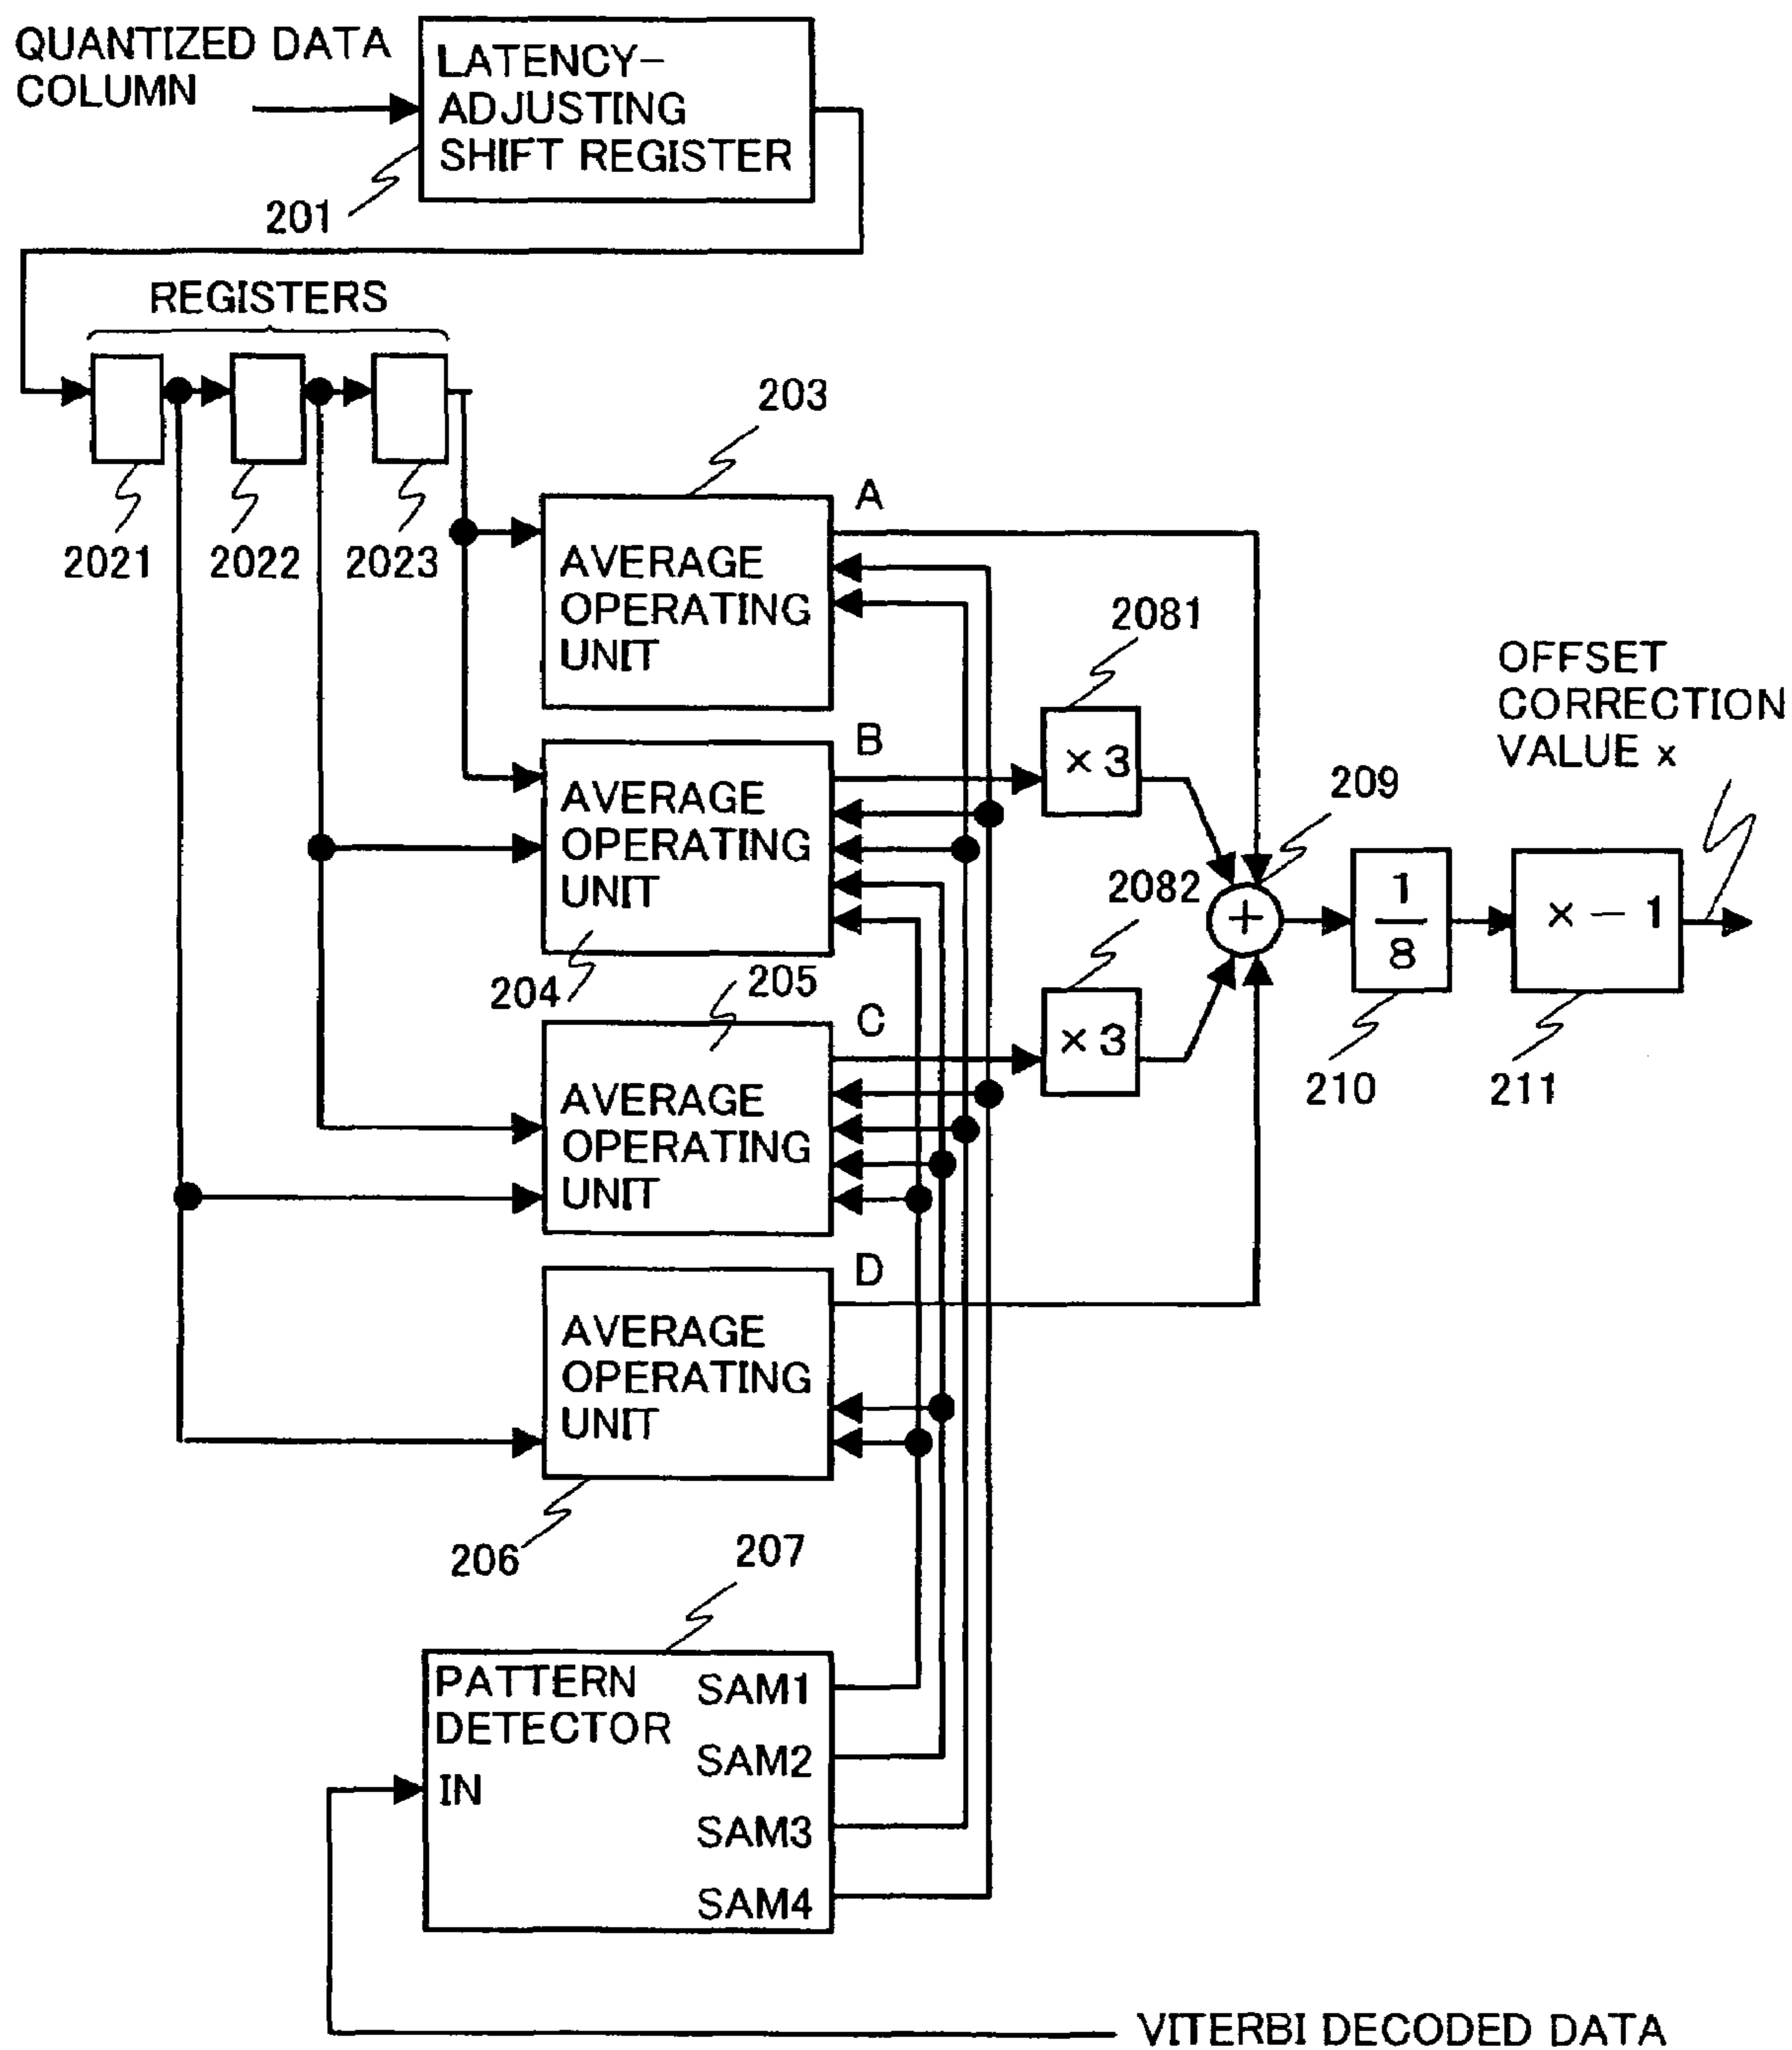 QUANTIZED DATA
COLUMN
LATENCY-
ADJUSTING
SHIFT REGISTER
201
REGISTERS
2021
2022
2023
203
A
AVERAGE
OPERATING
UNIT
2081
×3
OFFSET
CORRECTION
VALUE x
B
AVERAGE
OPERATING
UNIT
204
209
+
1
8
210
× - 1
211
2082
×3
205
C
AVERAGE
OPERATING
UNIT
D
AVERAGE
OPERATING
UNIT
206
207
PATTERN
DETECTOR
IN
SAM1
SAM2
SAM3
SAM4
VITERBI DECODED DATA